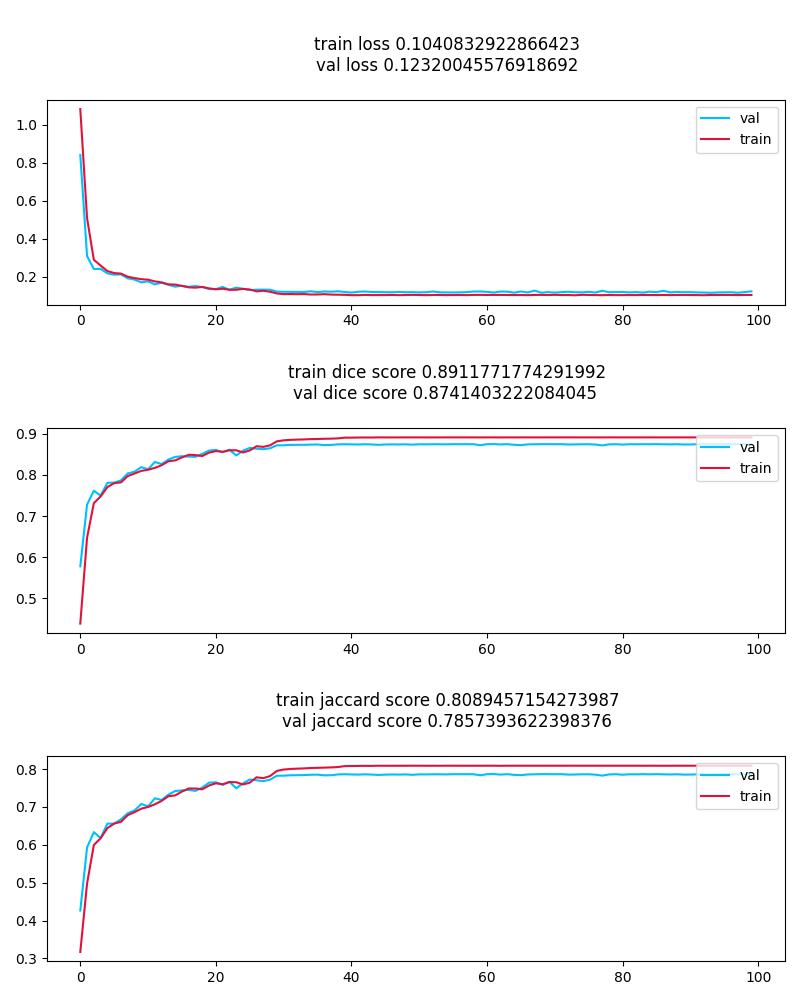 train loss 0.1040832922866423
val loss 0.12320045576918692
1.0
0.8
0.6
0.4
0.2
val
train
0 20 40 60 80 100
train dice score 0.8911771774291992
val dice score 0.8741403222084045
0.9
0.8
0.7
0.6
0.5
val
train
0 20 40 60 80 100
train jaccard score 0.8089457154273987
val jaccard score 0.7857393622398376
0.8
0.7
0.6
0.5
0.4
0.3
val
train
0 20 40 60 80 100